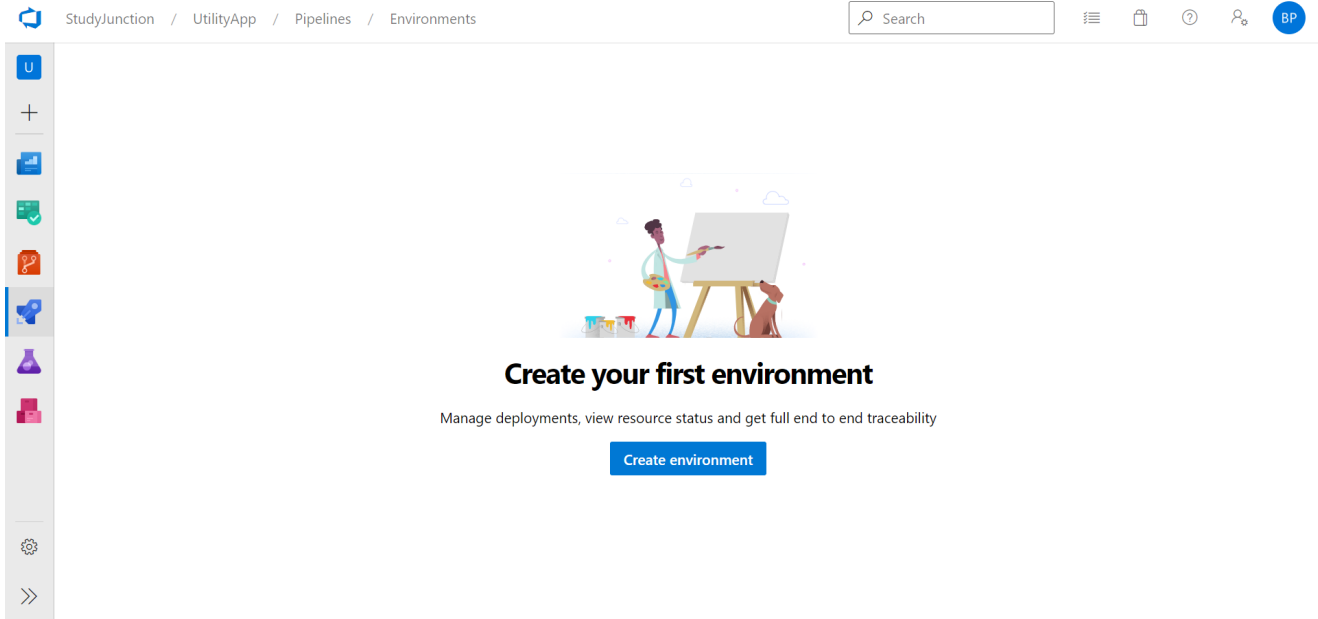 StudyJunction / UtilityApp / Pipelines / Environments
Search
BP
U
Create your first environment
Manage deployments, view resource status and get full end to end traceability
Create environment